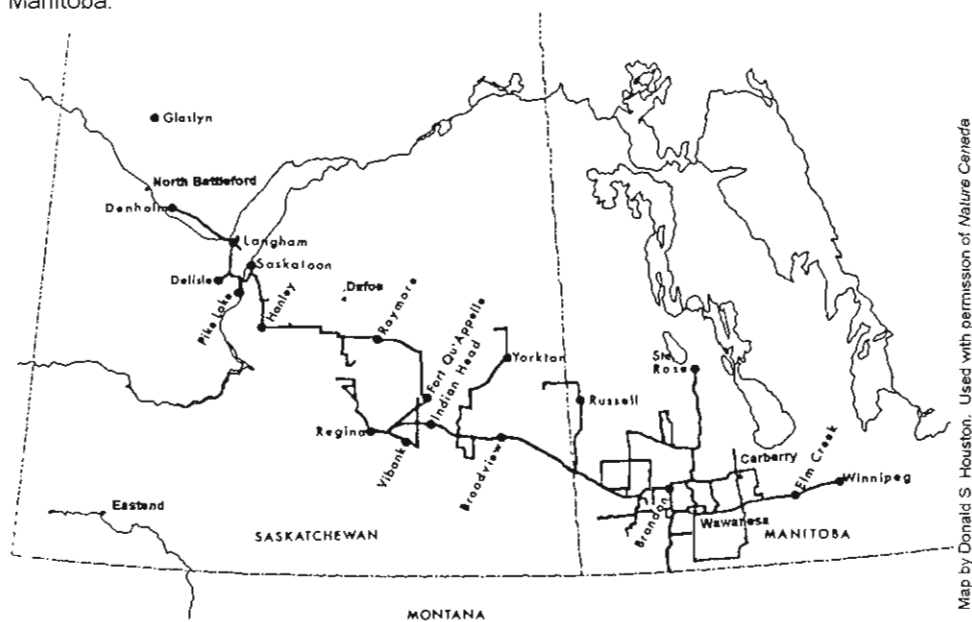 Manitoba.
Glaslyn
North Battleford
Denholm
Langham
Saskatoon
Delisle
Pike Lake
Hanley
Dafoe
Raymore
Fort Qu'Appelle
Indian Head
Yorkton
Ste.
Rose
Russell
Regina
Vibank
Broadview
Carberry
Elm Creek
Winnipeg
Brandon
Wawanesa
Eastend
SASKATCHEWAN
MANITOBA
MONTANA
Map by Donald S. Houston. Used with permission of Nature Canada